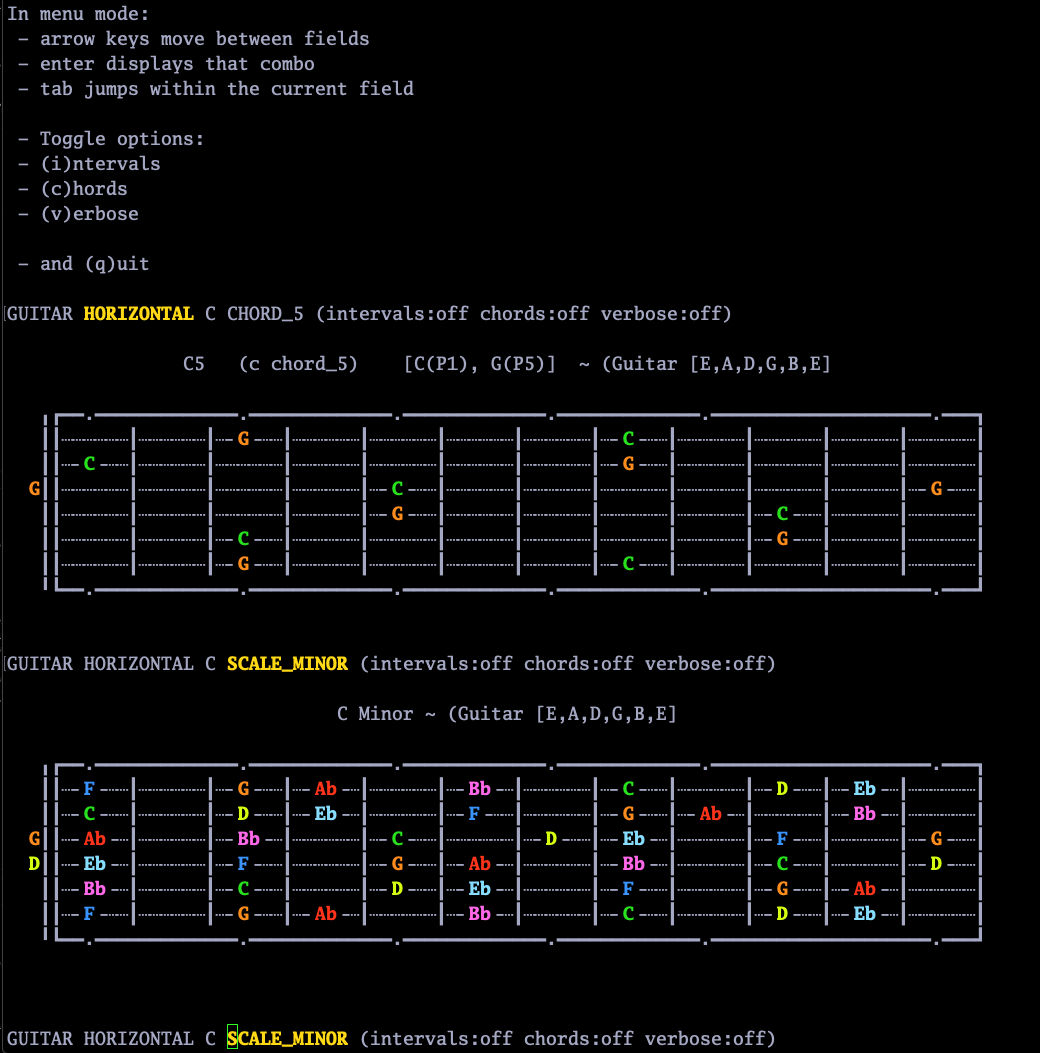 In menu mode:
– arrow keys move between fields
– enter displays that combo
– tab jumps within the current field
– Toggle options:
– (i)ntervals
– (c)hords
– (v)erbose
– and (q)uit
GUITAR HORIZONTAL C CHORD_5 (intervals:off chords:off verbose:off)
C5 (c chord_5) [C(P1), G(P5)] ~ (Guitar [E,A,D,G,B,E]
G C
C G
G C G
G C
C G
G C
GUITAR HORIZONTAL C SCALE_MINOR (intervals:off chords:off verbose:off)
C Minor ~ (Guitar [E,A,D,G,B,E]
F G Ab Bb C D Eb
C D Eb F G Ab Bb
G Ab Bb C D Eb F G
D Eb F G Ab Bb C D
Bb C D Eb F G Ab
F G Ab Bb C D Eb
GUITAR HORIZONTAL C SCALE_MINOR (intervals:off chords:off verbose:off)